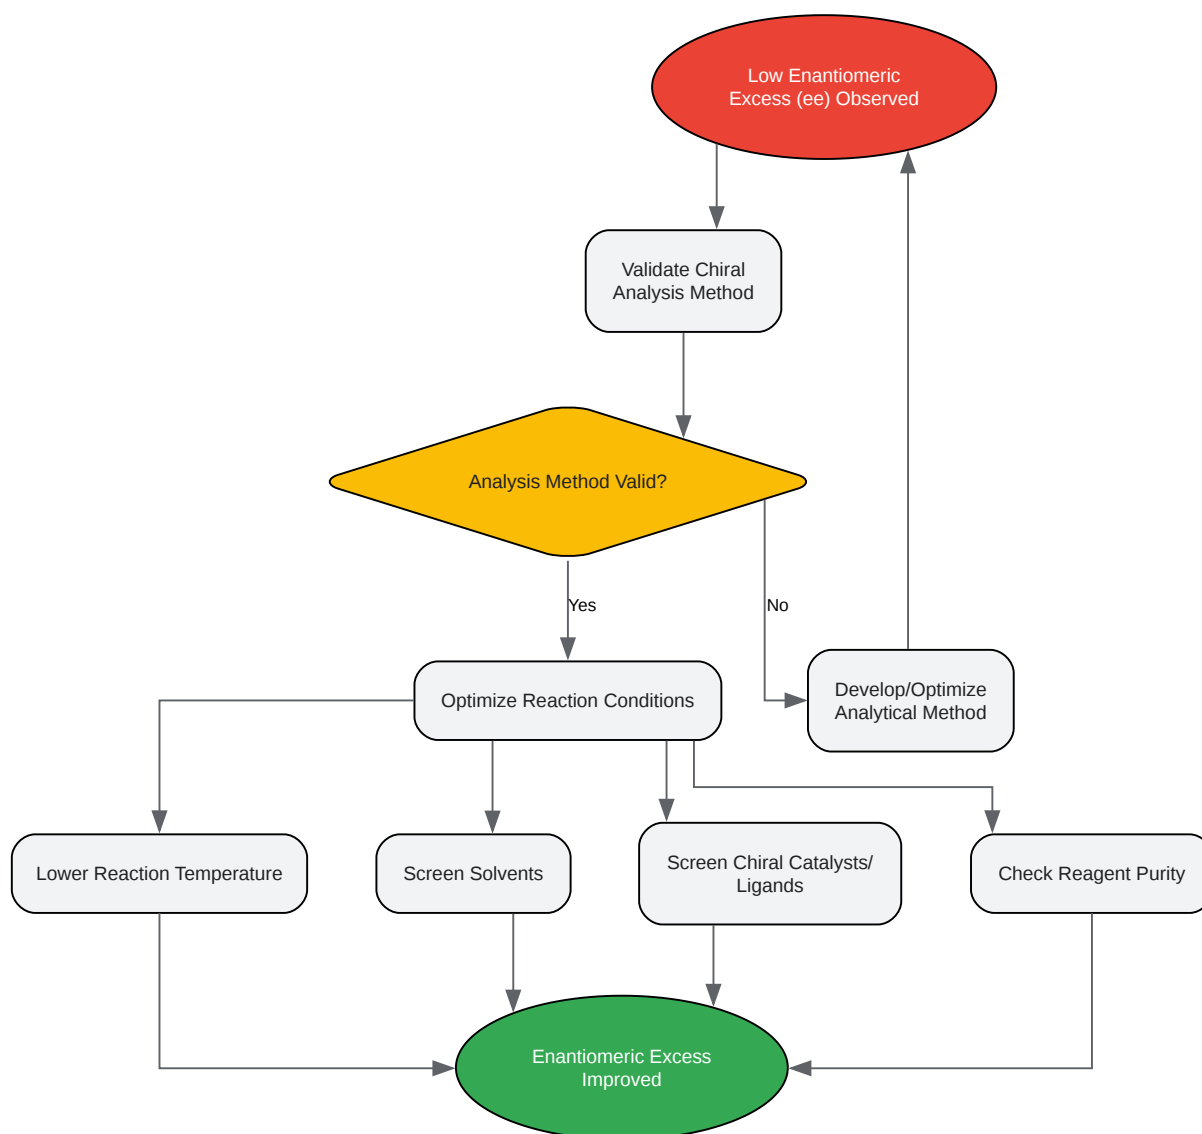 Low Enantiomeric
Excess (ee) Observed
Validate Chiral
Analysis Method
Analysis Method Valid?
Yes
No
Optimize Reaction Conditions
Develop/Optimize
Analytical Method
Lower Reaction Temperature
Screen Solvents
Screen Chiral Catalysts/
Ligands
Check Reagent Purity
Enantiomeric Excess
Improved